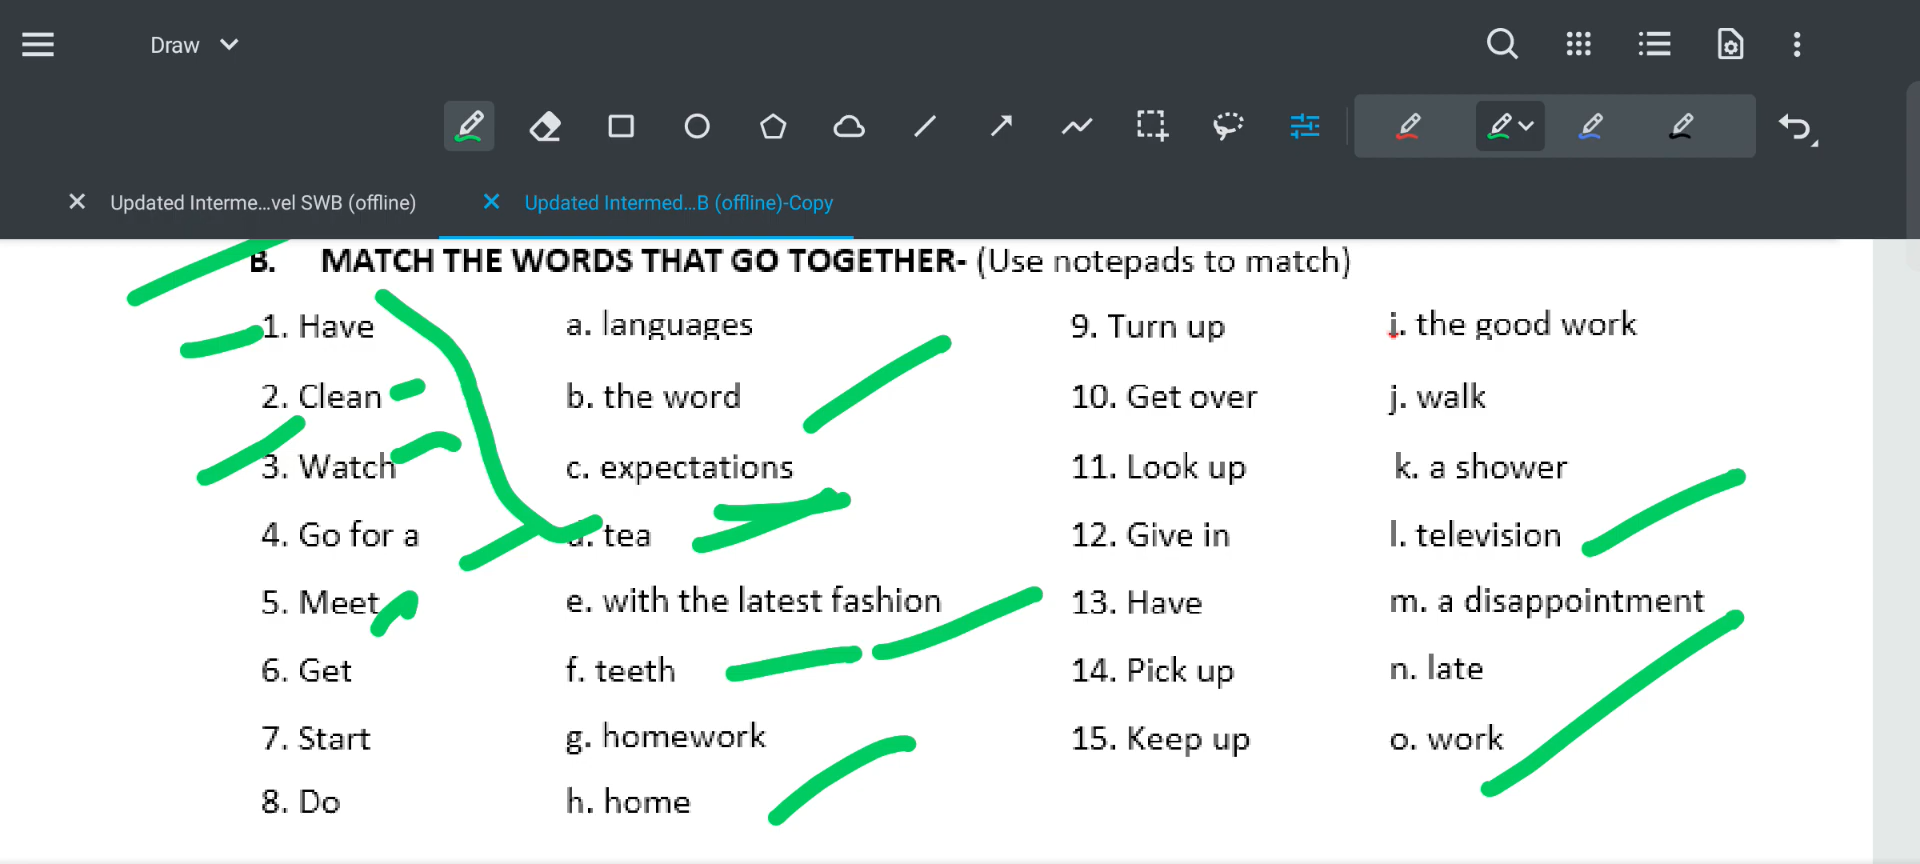 Draw
Updated Interme...vel SWB (offline)
Updated Intermed...B (offline)-Copy
B. MATCH THE WORDS THAT GO TOGETHER- (Use notepads to match)
1. Have a. languages 9. Turn up i. the good work
2. Clean b. the word 10. Get over j. walk
3. Watch c. expectations 11. Look up k. a shower
4. Go for a d. tea 12. Give in l. television
5. Meet e. with the latest fashion 13. Have m. a disappointment
6. Get f. teeth 14. Pick up n. late
7. Start g. homework 15. Keep up o. work
8. Do h. home